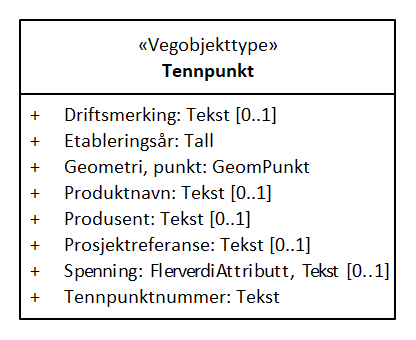 «Vegobjekttype»
Tennpunkt
+ Driftsmerking: Tekst [0..1]
+ Etableringsår: Tall
+ Geometri, punkt: GeomPunkt
+ Produktnavn: Tekst [0..1]
+ Produsent: Tekst [0..1]
+ Prosjektreferanse: Tekst [0..1]
+ Spenning: FlerverdiAttributt, Tekst [0..1]
+ Tennpunktnummer: Tekst